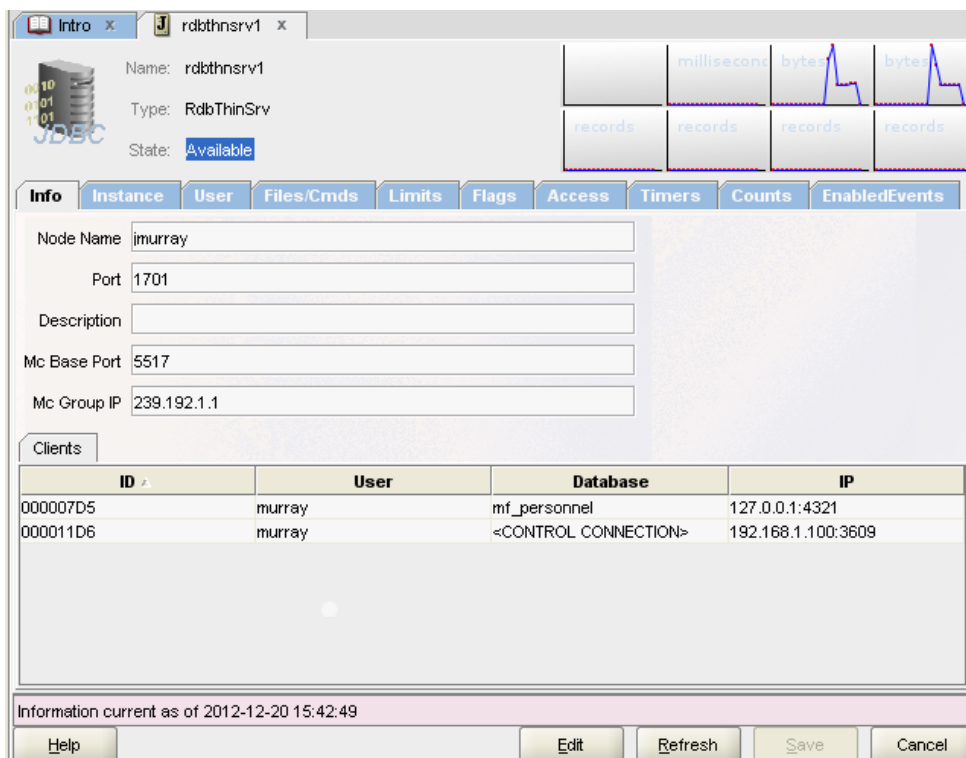 Intro x
J rdbthnsrv1 x
0010
0101
1101
JDBC
Name: rdbthnsrv1
Type: RdbThinSrv
State: Available
millisecond bytes bytes
records records records records
Info Instance User Files/Cmds Limits Flags Access Timers Counts EnabledEvents
Node Name jmurray
Port 1701
Description
Mc Base Port 5517
Mc Group IP 239.192.1.1
Clients
ID User Database IP
000007D5 murray mf_personnel 127.0.0.1:4321
000011D6 murray <CONTROL CONNECTION> 192.168.1.100:3609
Information current as of 2012-12-20 15:42:49
Help Edit Refresh Save Cancel